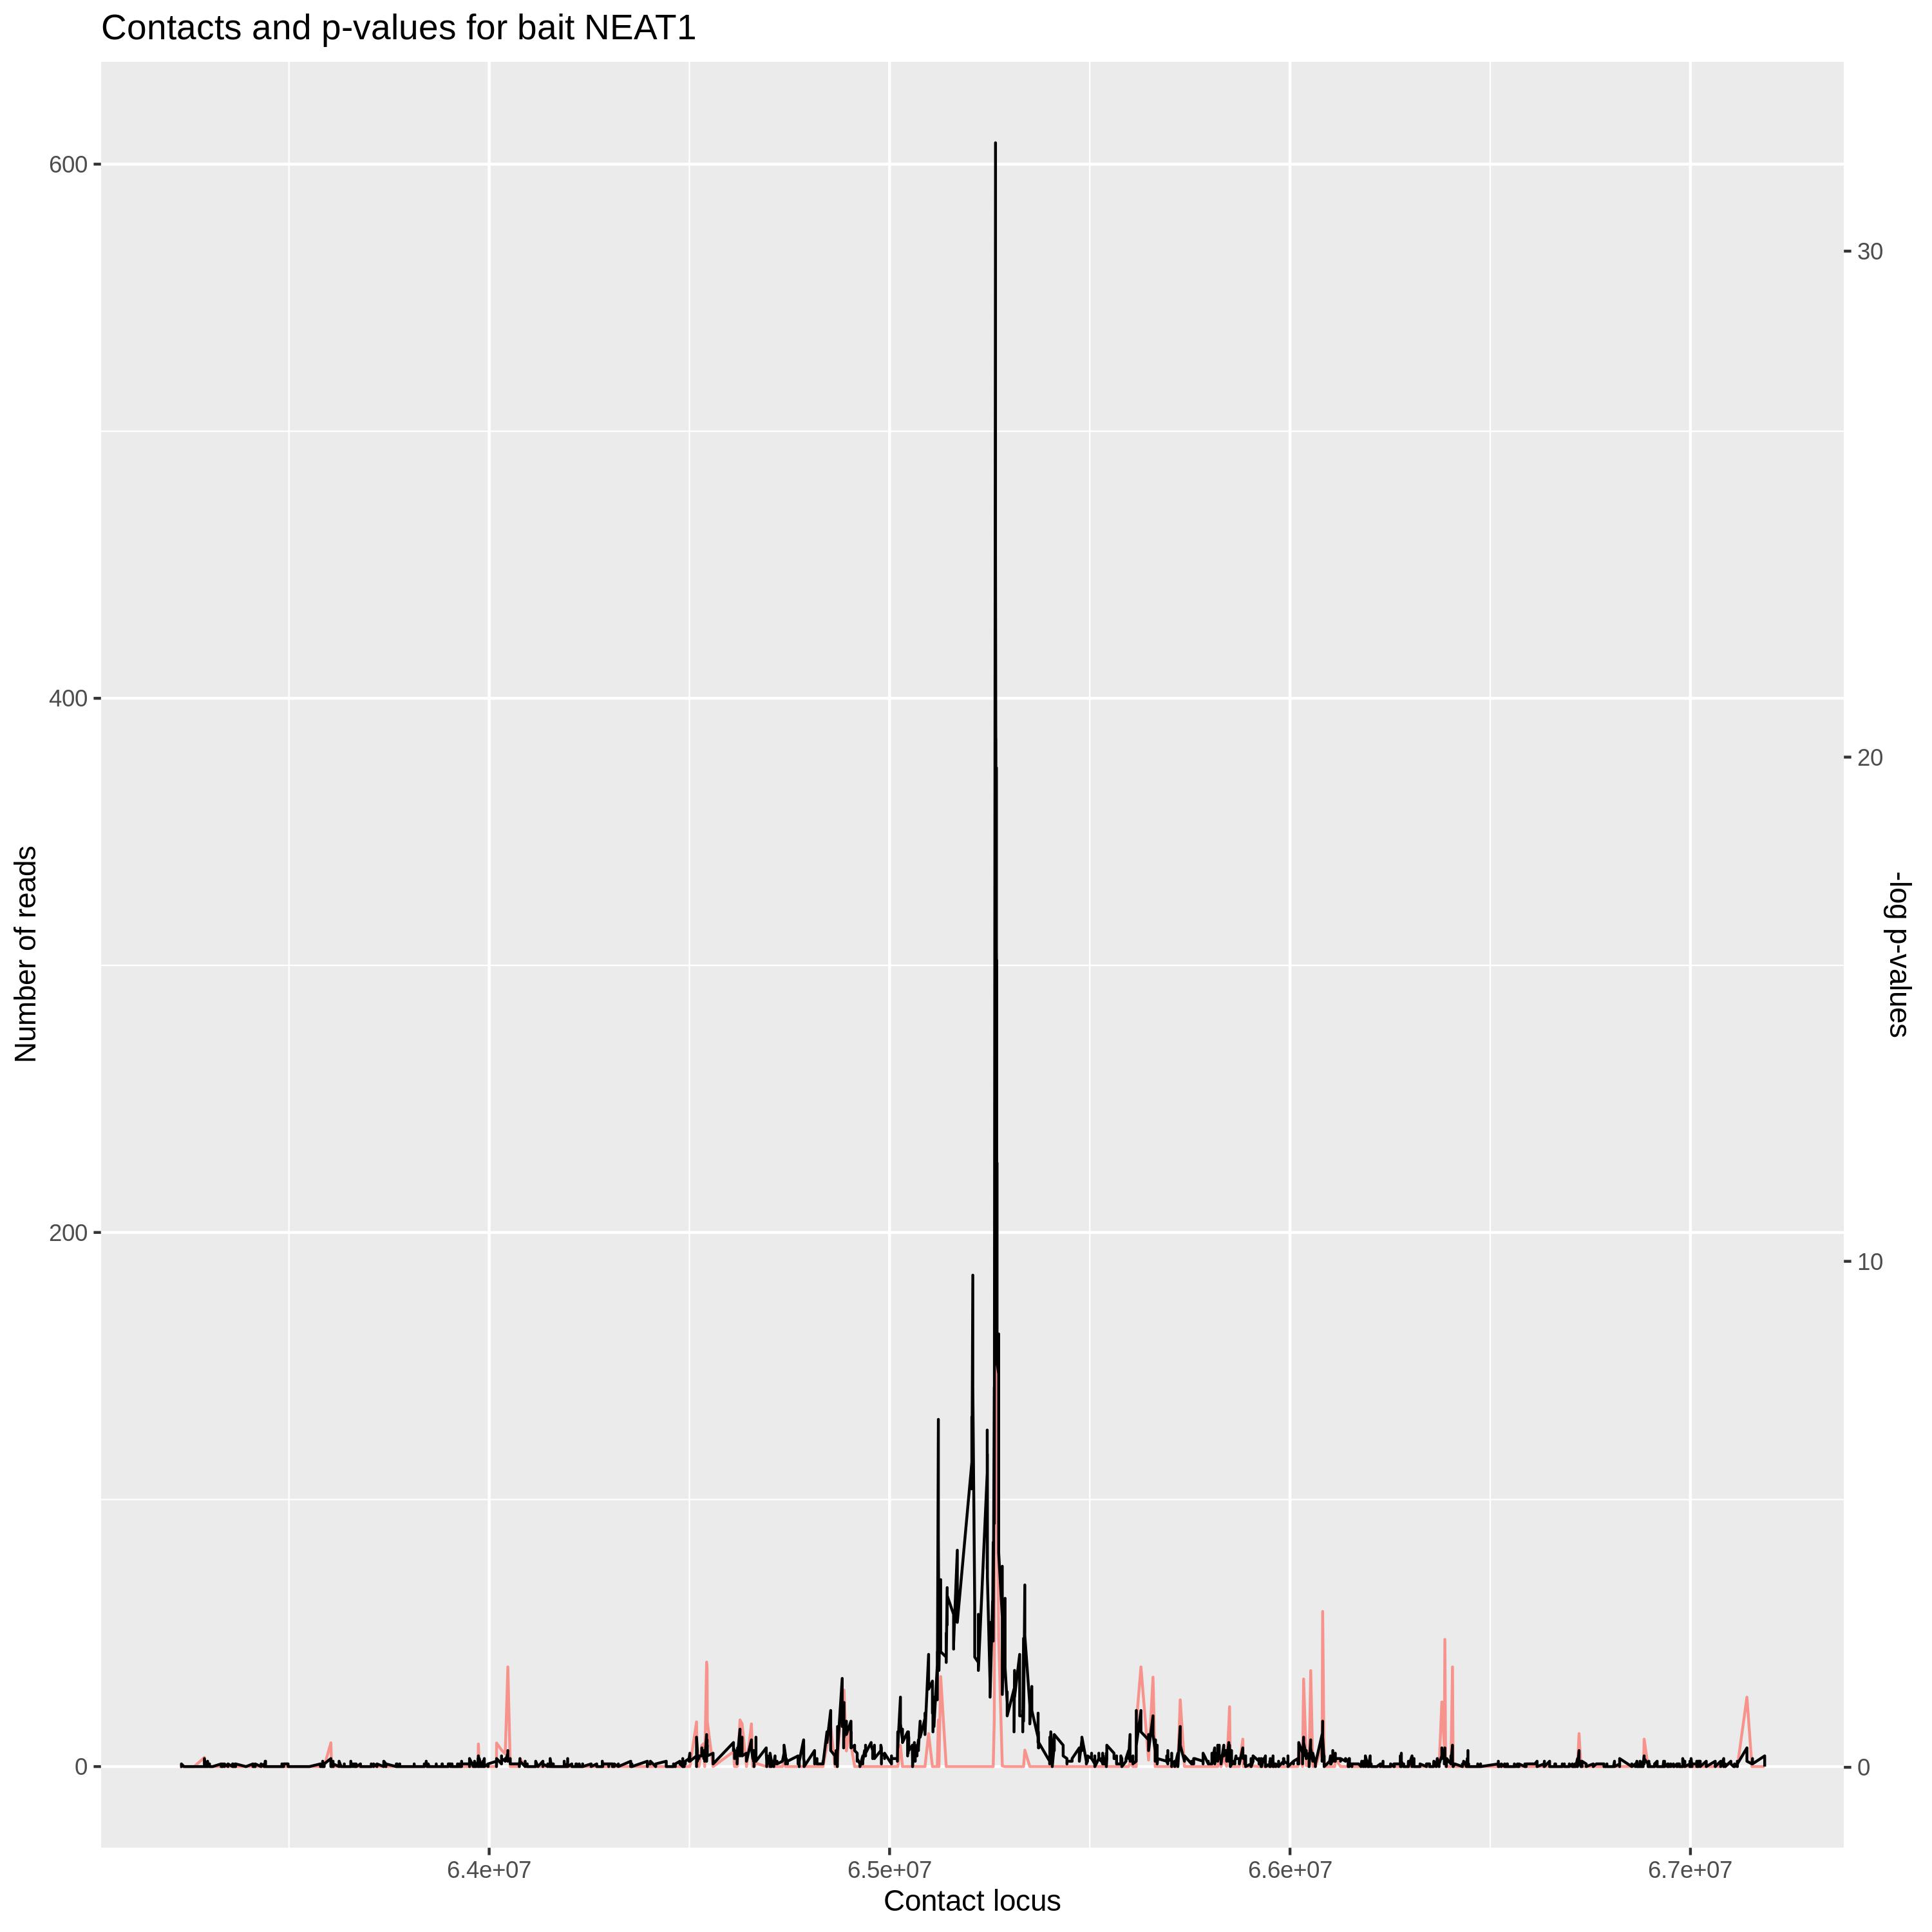 Contacts and p-values for bait NEAT1
600
400
200
0
Number of reads
30
20
10
0
-log p-values
6.4e+07
6.5e+07
6.6e+07
6.7e+07
Contact locus